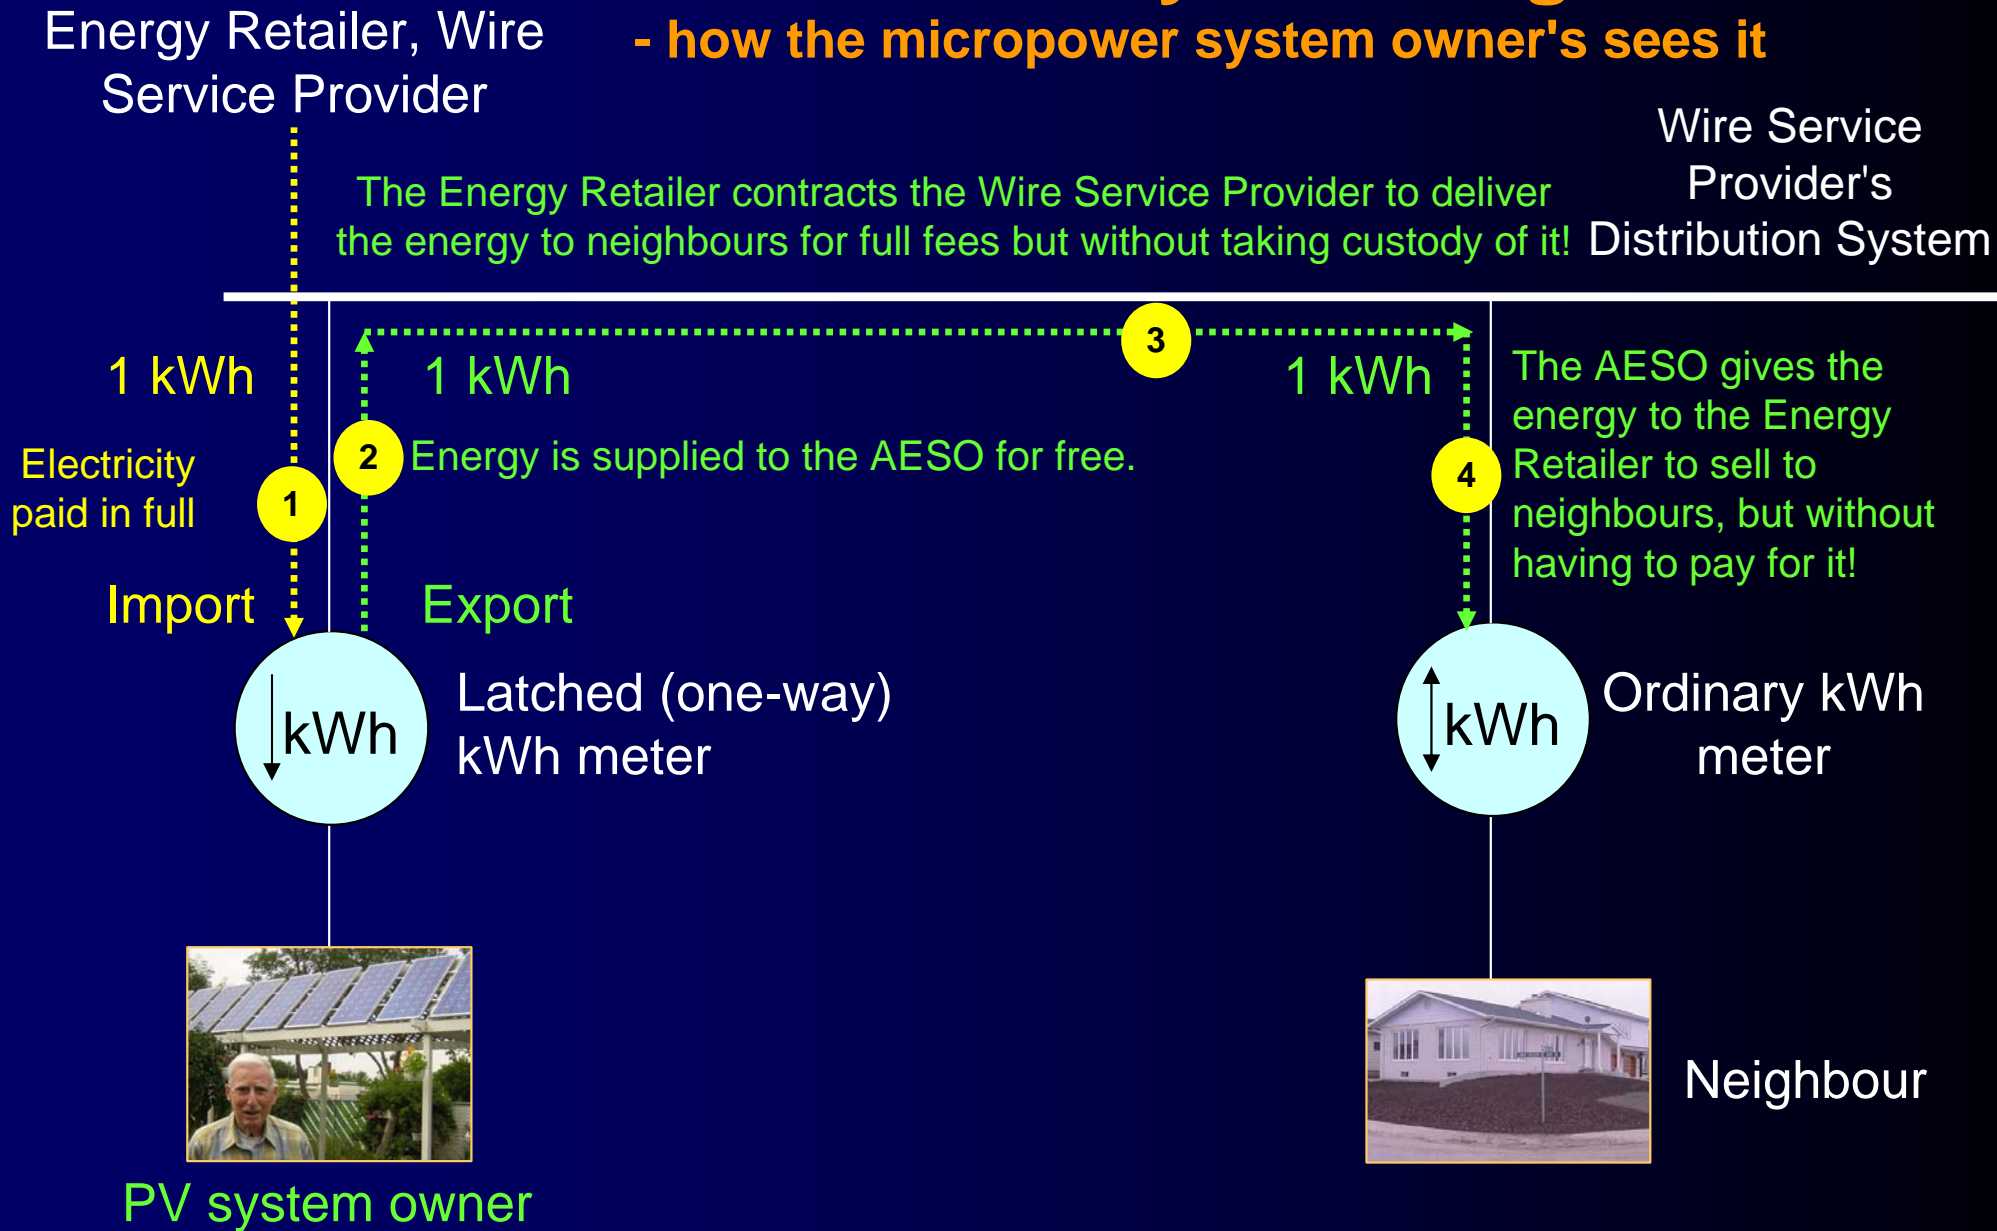 Energy Retailer, Wire
Service Provider
- how the micropower system owner's sees it
Wire Service
Provider's
Distribution System
The Energy Retailer contracts the Wire Service Provider to deliver
the energy to neighbours for full fees but without taking custody of it!
1 kWh
1 kWh
3
1 kWh
Electricity
paid in full
1
2
Energy is supplied to the AESO for free.
4
The AESO gives the
energy to the Energy
Retailer to sell to
neighbours, but without
having to pay for it!
Import
Export
kWh
Latched (one-way)
kWh meter
kWh
Ordinary kWh
meter
Neighbour
PV system owner